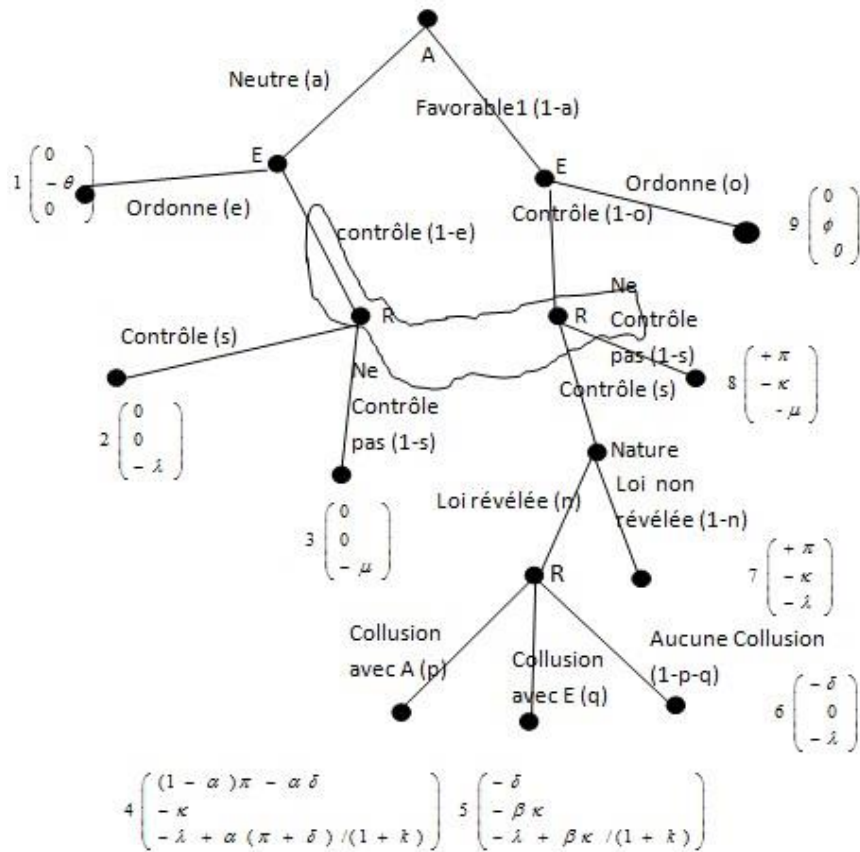 A
Neutre (a)
Favorable1 (1-a)
E
E
1 ( 0
- θ
0 )
Ordonne (e)
Ordonne (o)
Contrôle (1-o)
9 ( 0
ϕ
0 )
contrôle (1-e)
Ne
Contrôle
pas (1-s)
R
R
Contrôle (s)
Contrôle (s)
8 ( + π
- κ
- μ )
Ne
Contrôle
pas (1-s)
2 ( 0
0
- λ )
Nature
Loi révélée (n)
Loi non
révélée (1-n)
3 ( 0
0
- μ )
R
7 ( + π
- κ
- λ )
Collusion
avec A (p)
Collusion
avec E (q)
Aucune Collusion
(1-p-q)
6 ( - δ
0
- λ )
4 ( (1 - α )π - α δ
- κ
- λ + α (π + δ) /(1 + k) )
5 ( - δ
- β κ
- λ + βκ /(1 + k) )